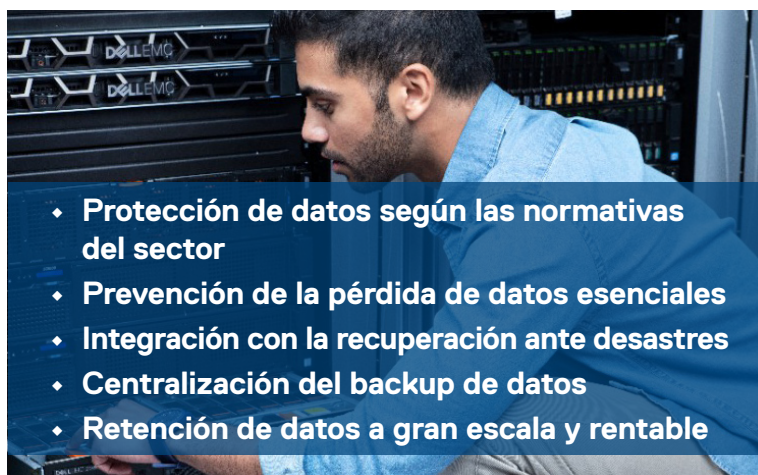 DELLEMC
DELLEMC
• Protección de datos según las normativas
del sector
• Prevención de la pérdida de datos esenciales
• Integración con la recuperación ante desastres
• Centralización del backup de datos
• Retención de datos a gran escala y rentable
DELLEMC